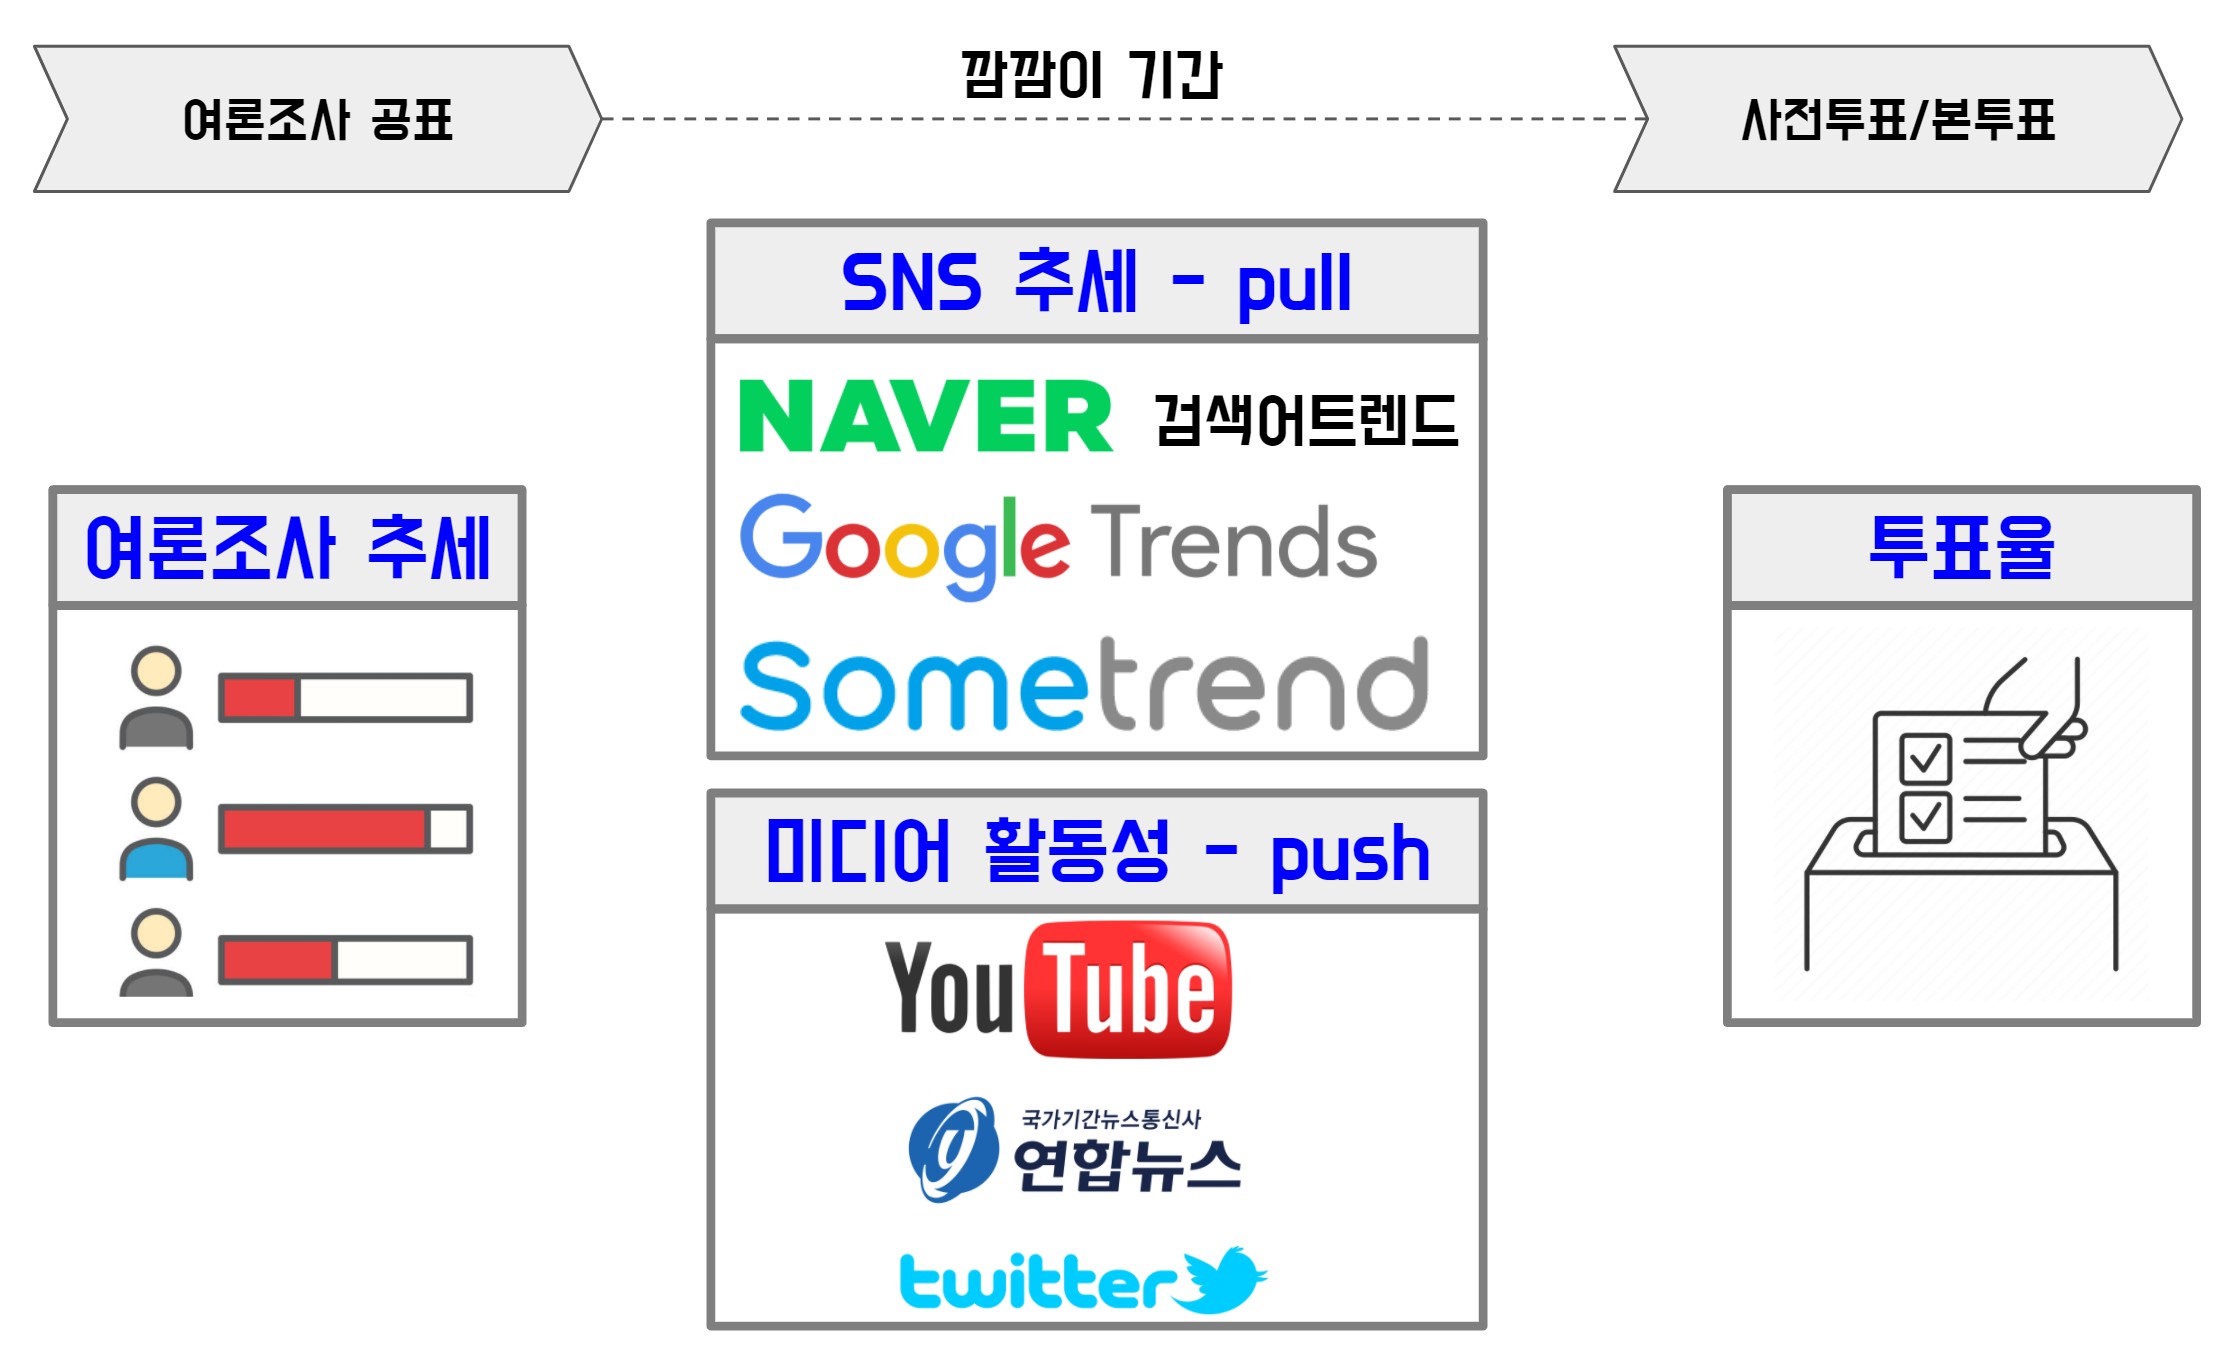 여론조사 공표
깜깜이 기간
사전투표/본투표
SNS 추세 - pull
NAVER 검색어트렌드
Google Trends
Sometrend
여론조사 추세
투표율
미디어 활동성 - push
YouTube
국가기간뉴스통신사
연합뉴스
twitter